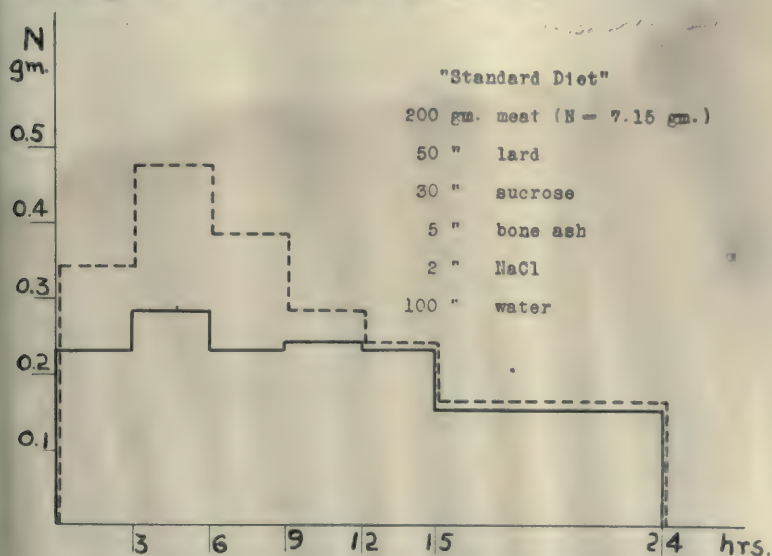 N
gm.
"Standard Diet"
200 gm. meat (N = 7.15 gm.)
50 " lard
30 " sucrose
5 " bone ash
2 " NaCl
100 " water
0.5
0.4
0.3
0.2
0.1
3 6 9 12 15 24 hrs.